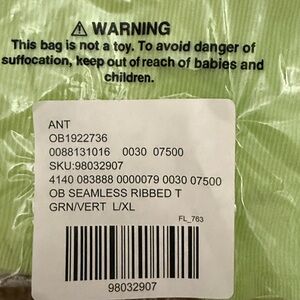 ⚠ WARNING
This bag is not a toy. To avoid danger of
suffocation, keep out of reach of babies and
children.
ANT
OB1922736
0088131016 0030 07500
SKU:98032907
4140 083888 0000079 0030 07500
OB SEAMLESS RIBBED T
GRN/VERT L/XL
FL_763
98032907